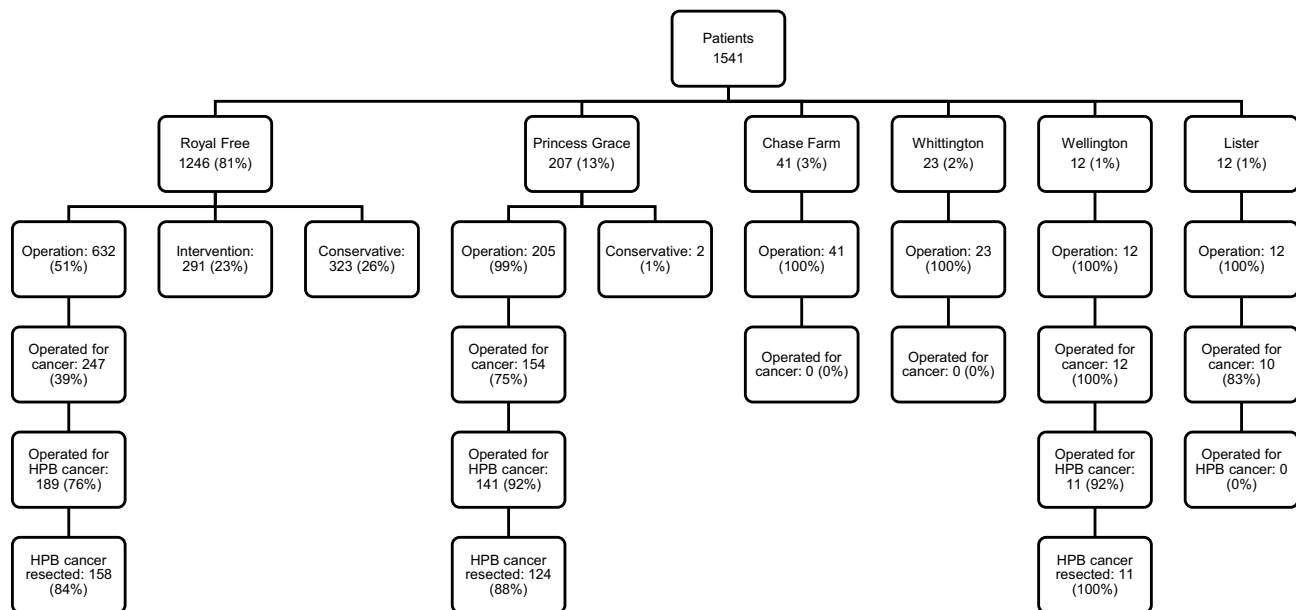 Patients
1541
Royal Free
1246 (81%)
Princess Grace
207 (13%)
Chase Farm
41 (3%)
Whittington
23 (2%)
Wellington
12 (1%)
Lister
12 (1%)
Operation: 632
(51%)
Intervention:
291 (23%)
Conservative:
323 (26%)
Operation: 205
(99%)
Conservative: 2
(1%)
Operation: 41
(100%)
Operation: 23
(100%)
Operation: 12
(100%)
Operation: 12
(100%)
Operated for
cancer: 247
(39%)
Operated for
cancer: 154
(75%)
Operated for
cancer: 0 (0%)
Operated for
cancer: 0 (0%)
Operated for
cancer: 12
(100%)
Operated for
cancer: 10
(83%)
Operated for
HPB cancer:
189 (76%)
Operated for
HPB cancer:
141 (92%)
Operated for
HPB cancer:
11 (92%)
Operated for
HPB cancer: 0
(0%)
HPB cancer
resected: 158
(84%)
HPB cancer
resected: 124
(88%)
HPB cancer
resected: 11
(100%)